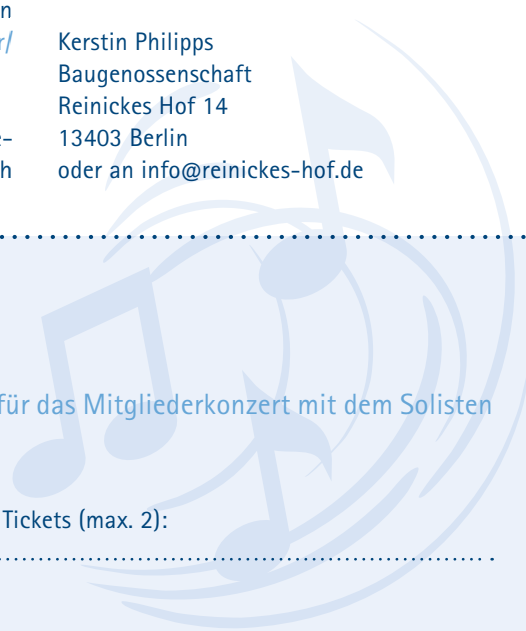 n
r/
Kerstin Philipps
Baugenossenschaft
Reinickes Hof 14
e-
13403 Berlin
h
oder an info@reinickes-hof.de
für das Mitgliederkonzert mit dem Solisten
Tickets (max. 2):